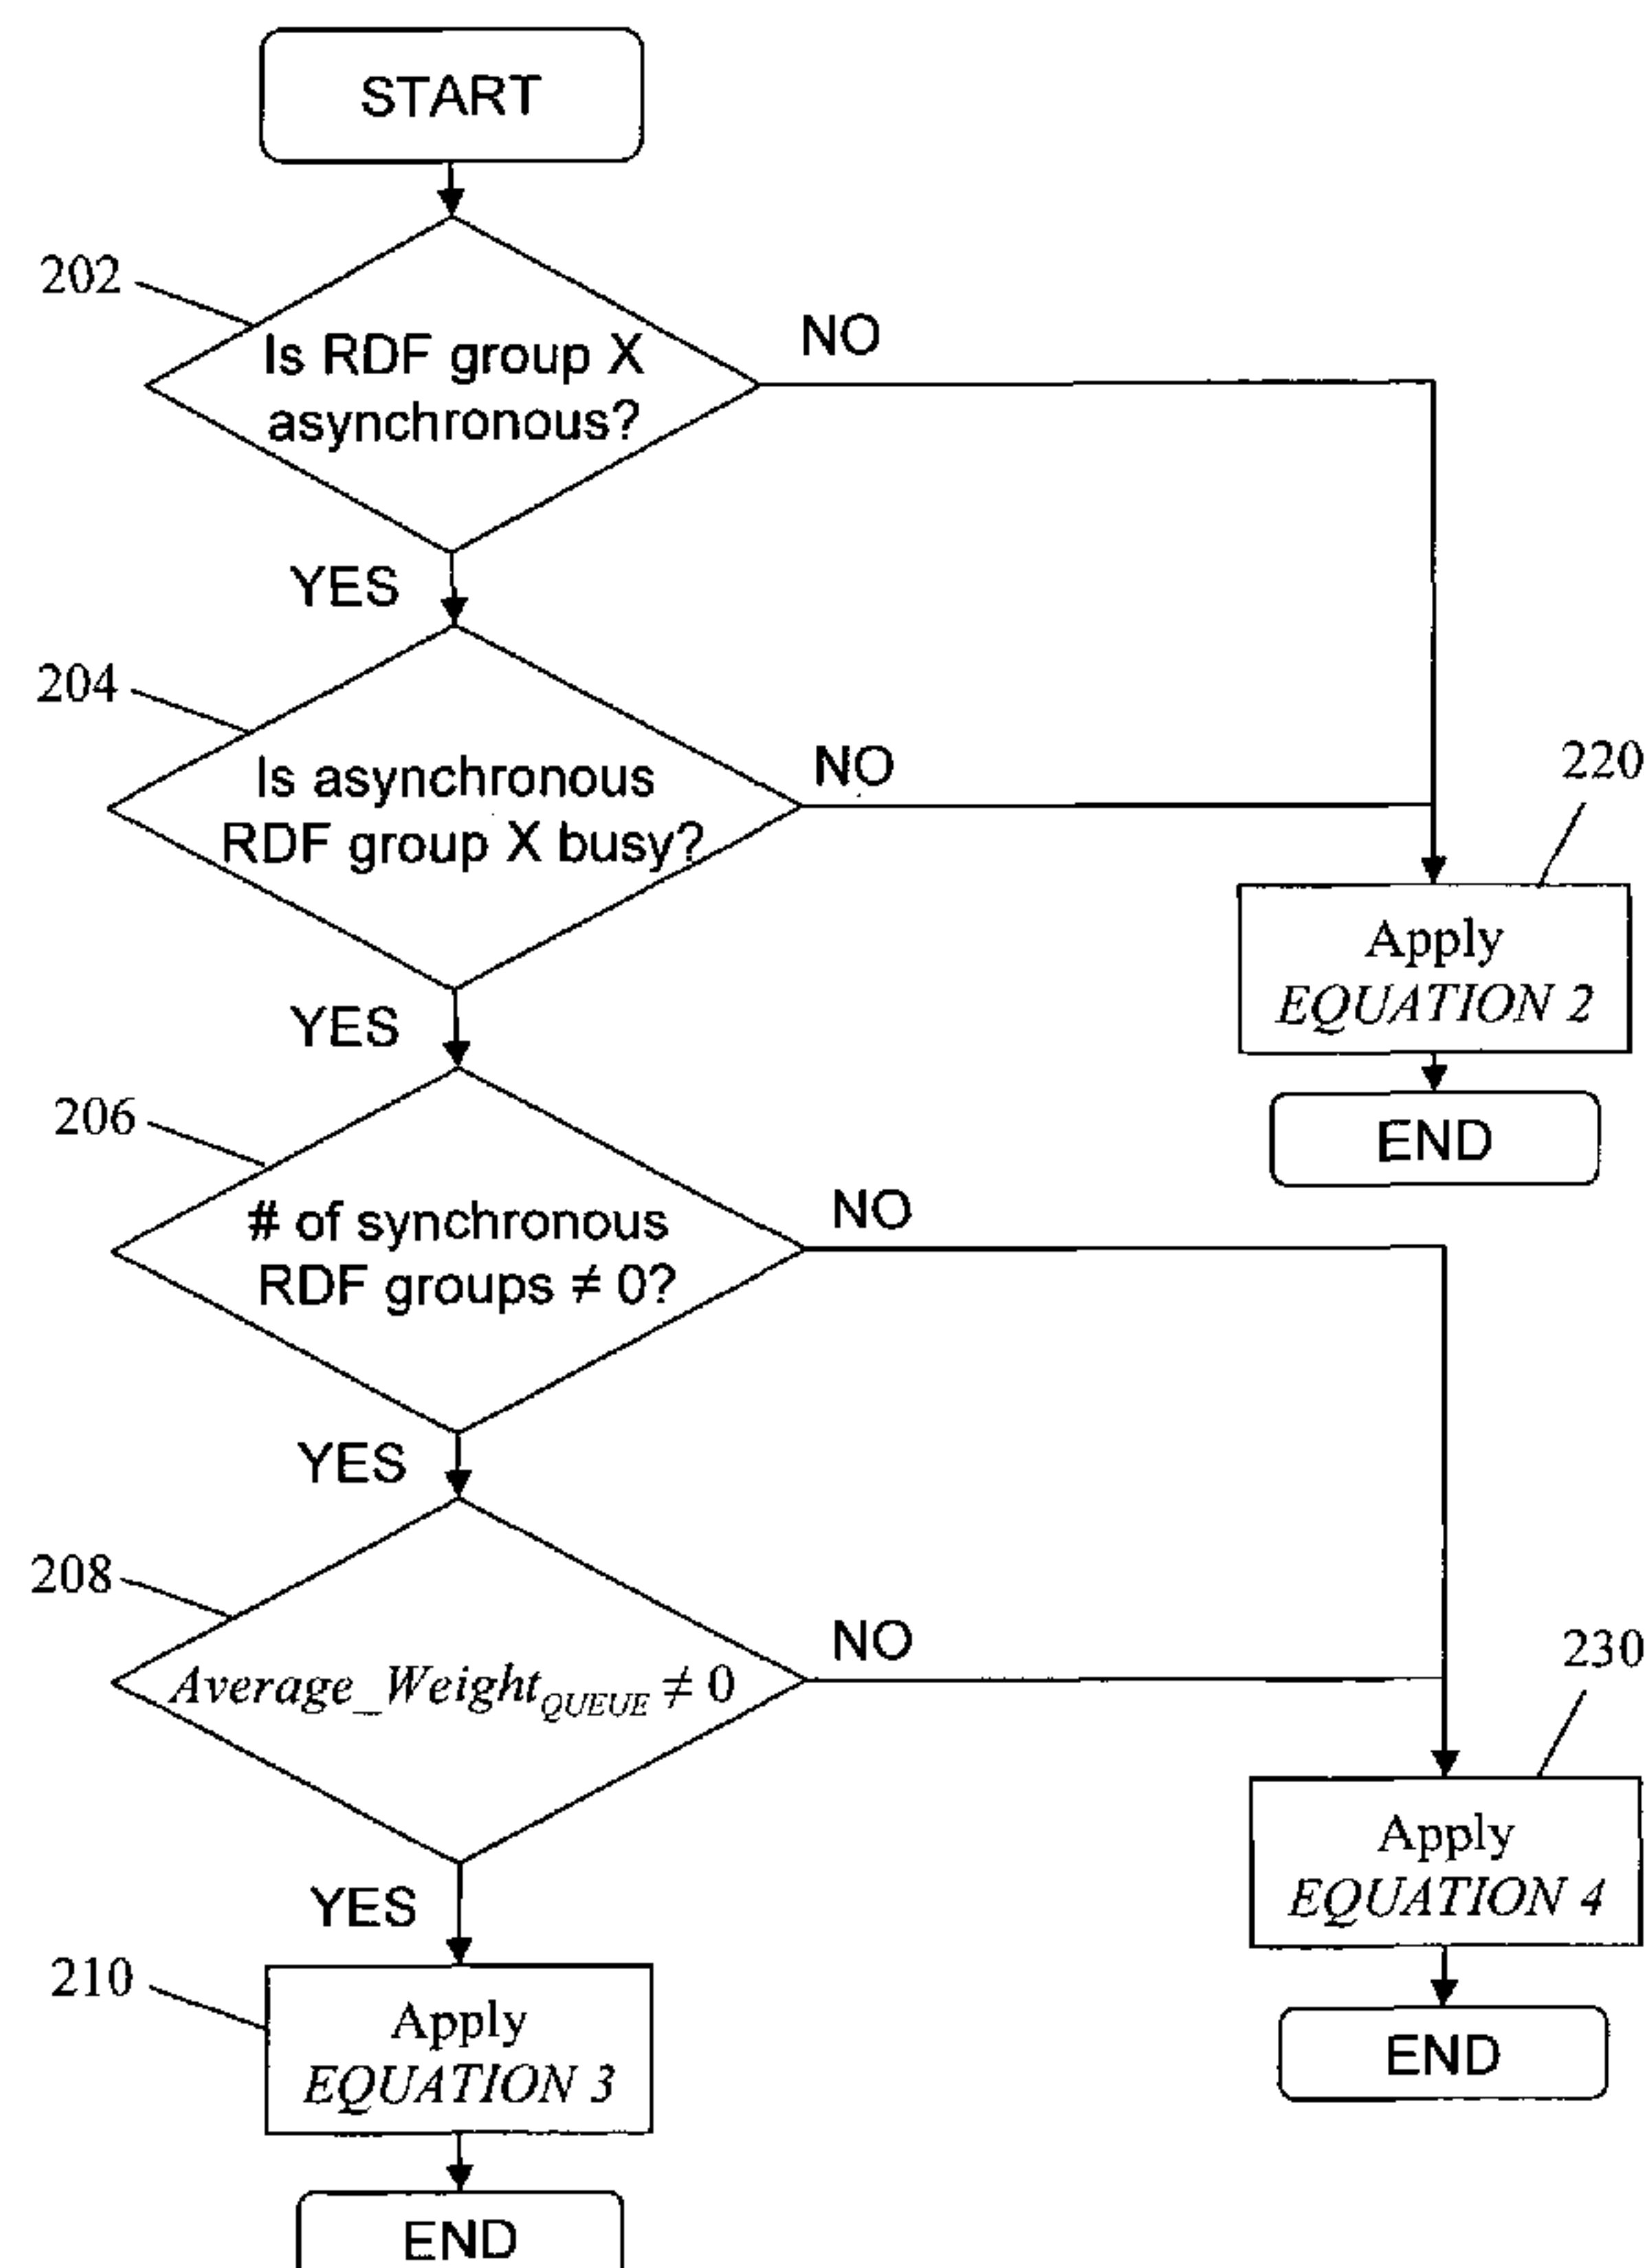 START
202
Is RDF group X
asynchronous?
NO
YES
204
Is asynchronous
RDF group X busy?
NO
220
Apply
EQUATION 2
YES
END
206
# of synchronous
RDF groups ≠ 0?
NO
YES
208
Average_Weight_QUEUE ≠ 0
NO
230
Apply
EQUATION 4
YES
210
Apply
EQUATION 3
END
END